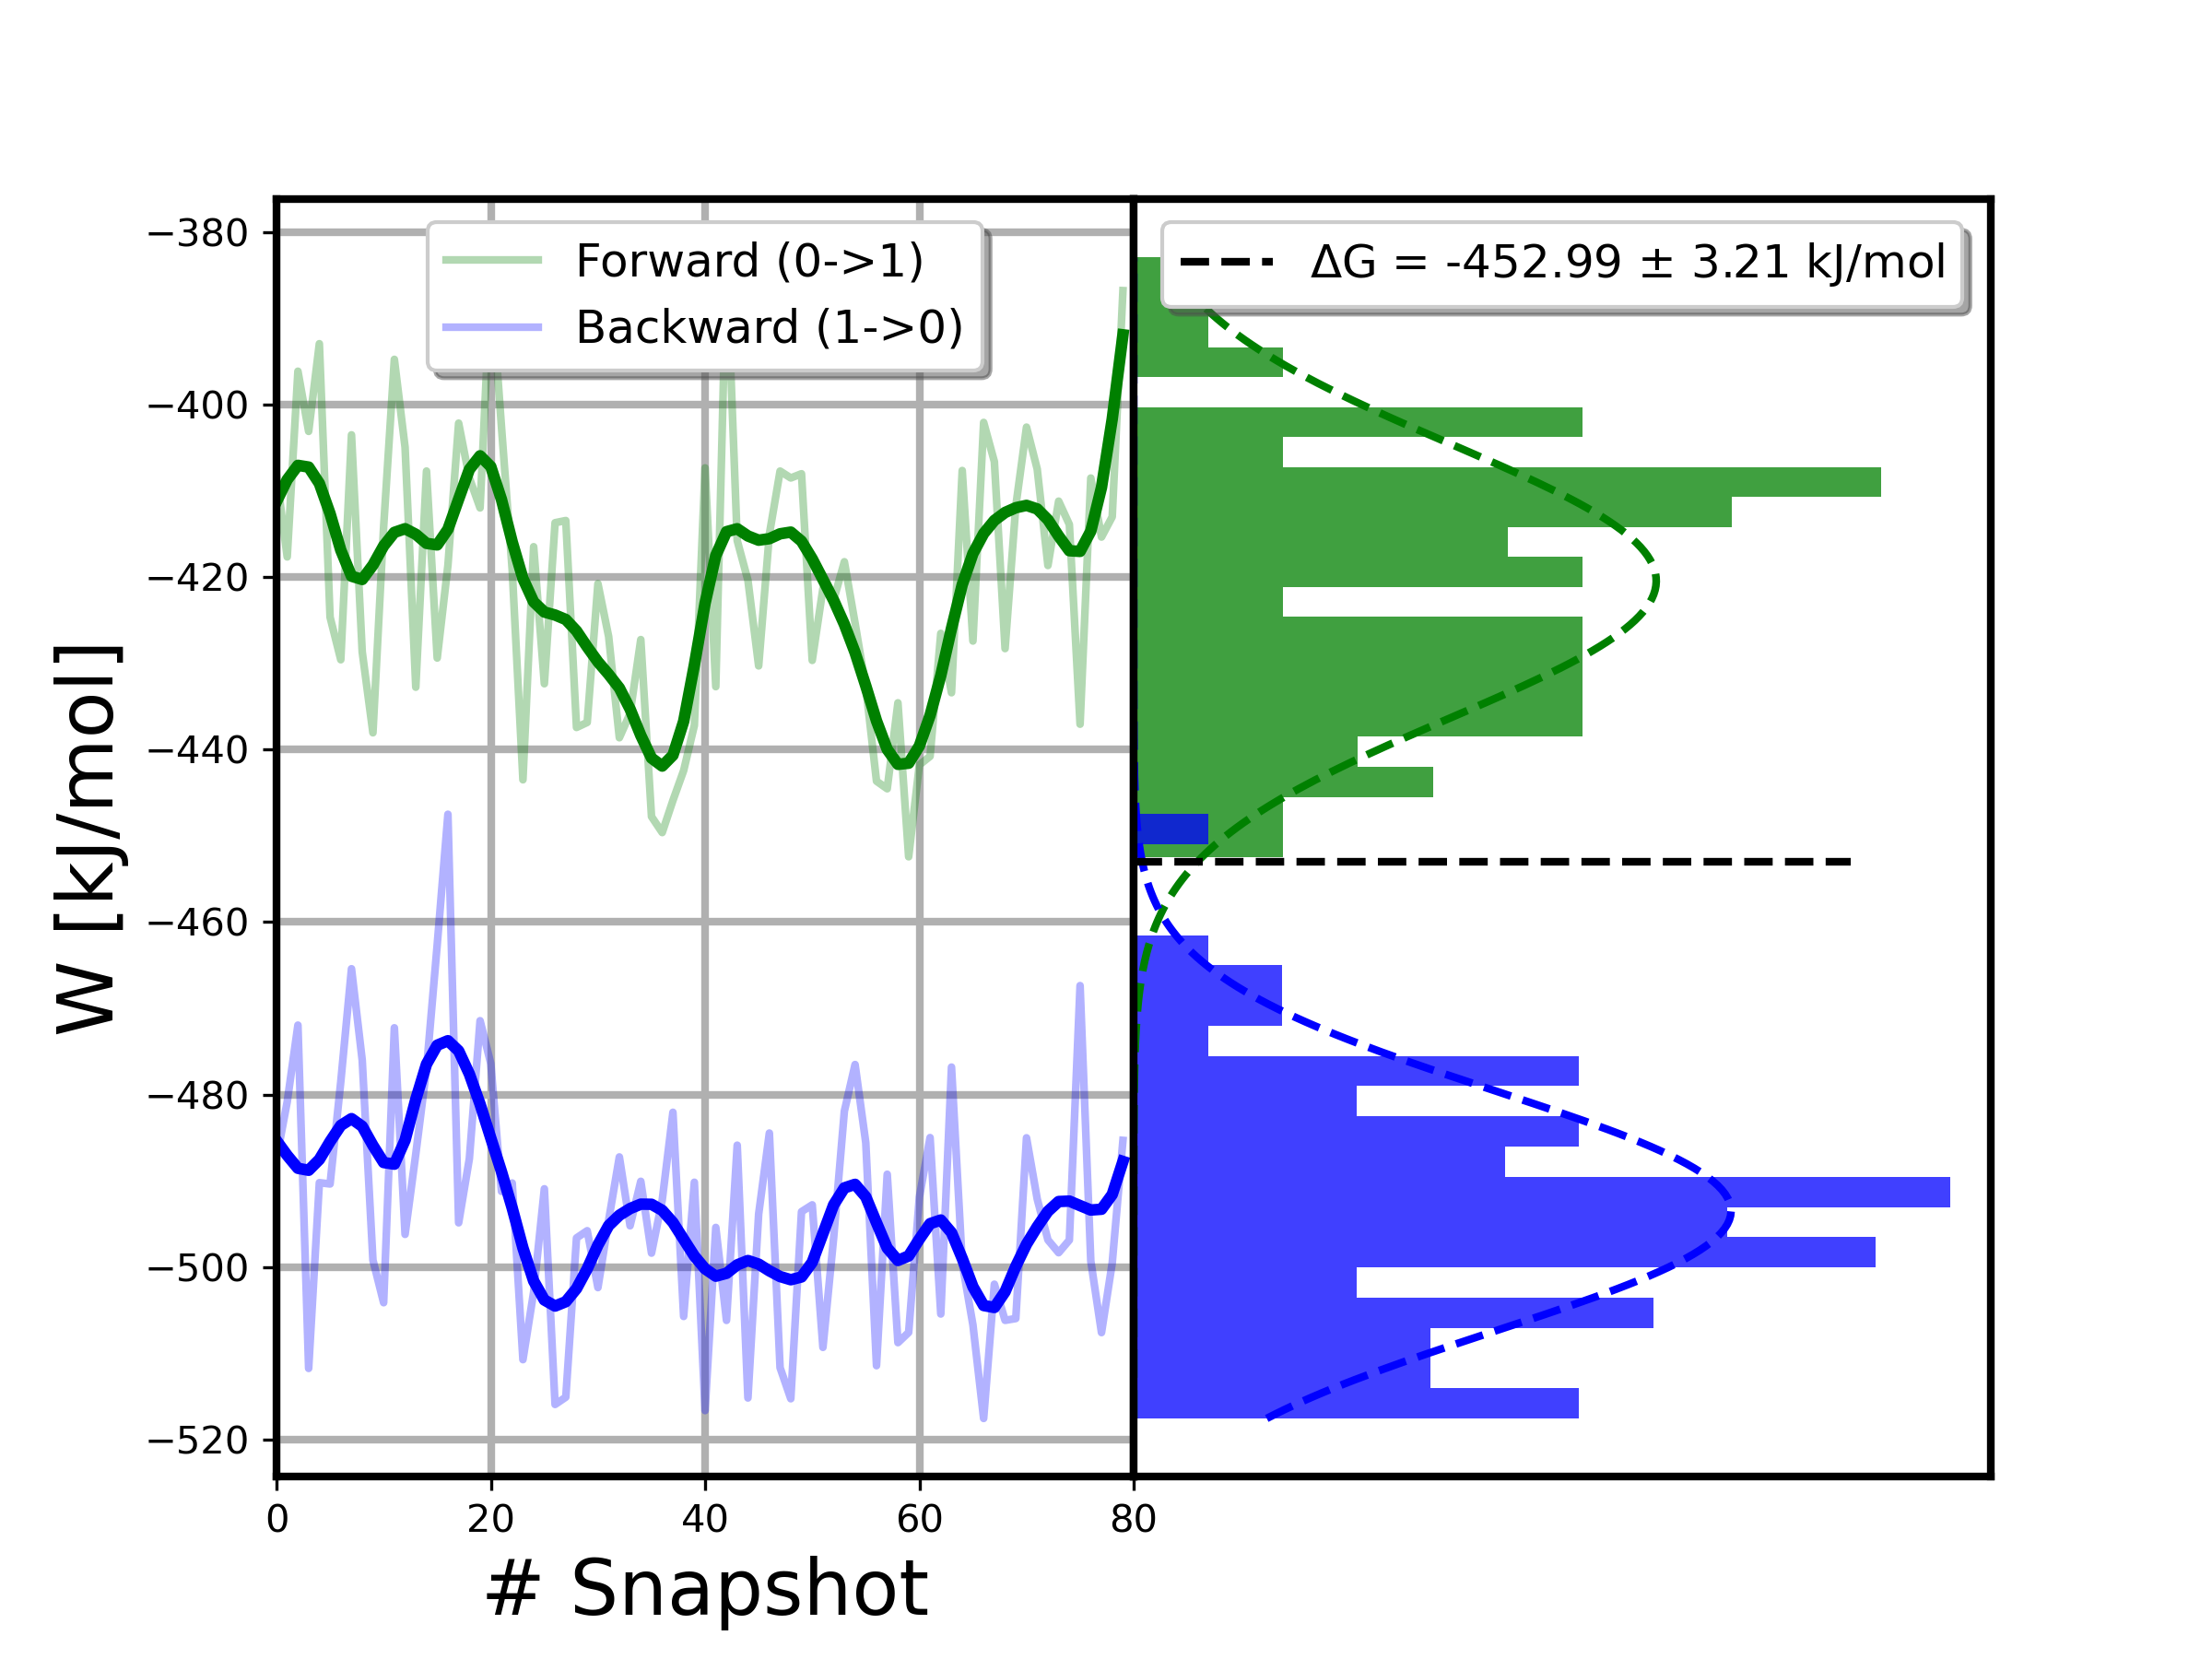 Forward (0->1)
Backward (1->0)
ΔG = -452.99 ± 3.21 kJ/mol
W [kJ/mol]
−380
−400
−420
−440
−460
−480
−500
−520
0 20 40 60 80
# Snapshot